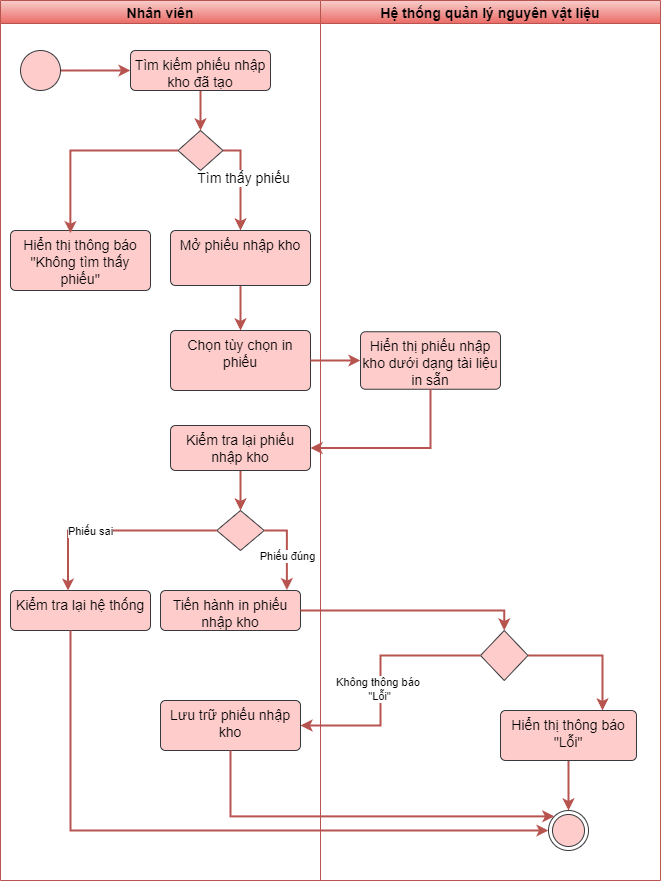 Nhân viên
Hệ thống quản lý nguyên vật liệu
Tìm kiếm phiếu nhập
kho đã tạo
Tìm thấy phiếu
Hiển thị thông báo
"Không tìm thấy
phiếu"
Mở phiếu nhập kho
Chọn tùy chọn in
phiếu
Hiển thị phiếu nhập
kho dưới dạng tài liệu
in sẵn
Kiểm tra lại phiếu
nhập kho
Phiếu sai
Phiếu đúng
Kiểm tra lại hệ thống
Tiến hành in phiếu
nhập kho
Không thông báo
"Lỗi"
Lưu trữ phiếu nhập
kho
Hiển thị thông báo
"Lỗi"